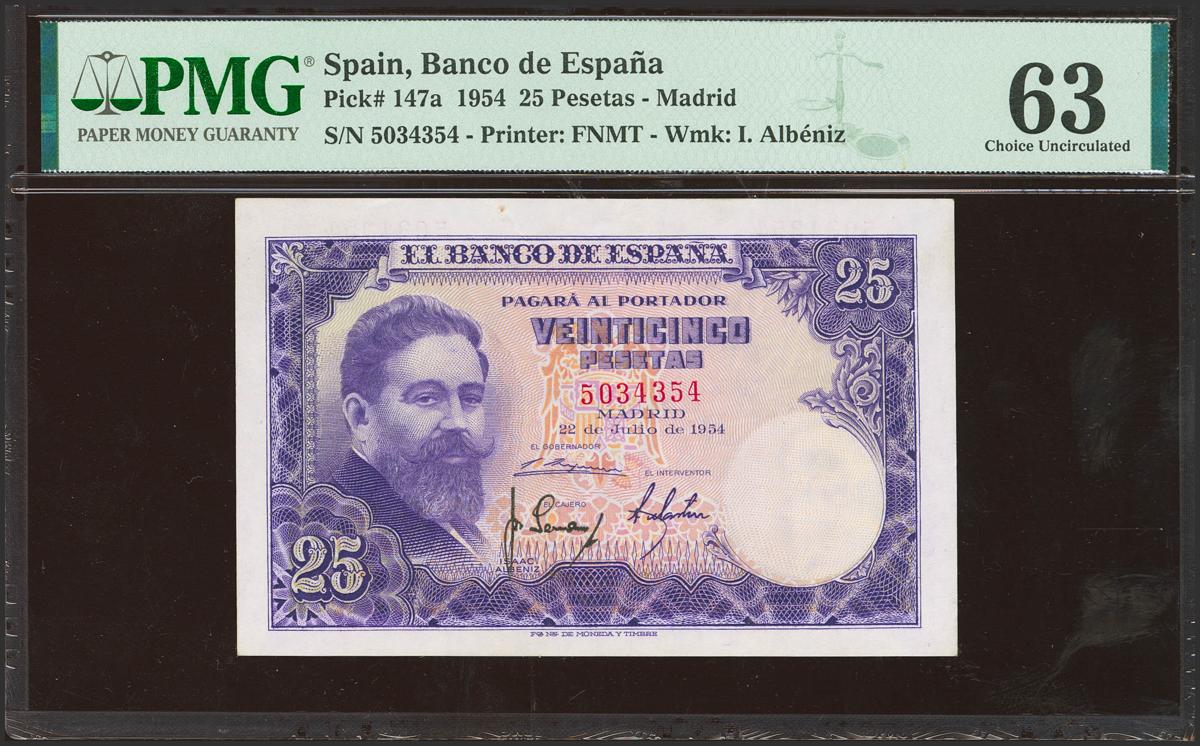 PMG®
PAPER MONEY GUARANTY
Spain, Banco de España
Pick# 147a 1954 25 Pesetas - Madrid
S/N 5034354 - Printer: FNMT - Wmk: I. Albéniz
63
Choice Uncirculated
EL BANCO DE ESPAÑA
25
PAGARÁ AL PORTADOR
VEINTICINCO
PESETAS
5034354
MADRID
22 de Julio de 1954
EL GOBERNADOR
EL INTERVENTOR
EL CAJERO
25
ISAAC
ALBENIZ
DE MONEDA Y TIMBRE